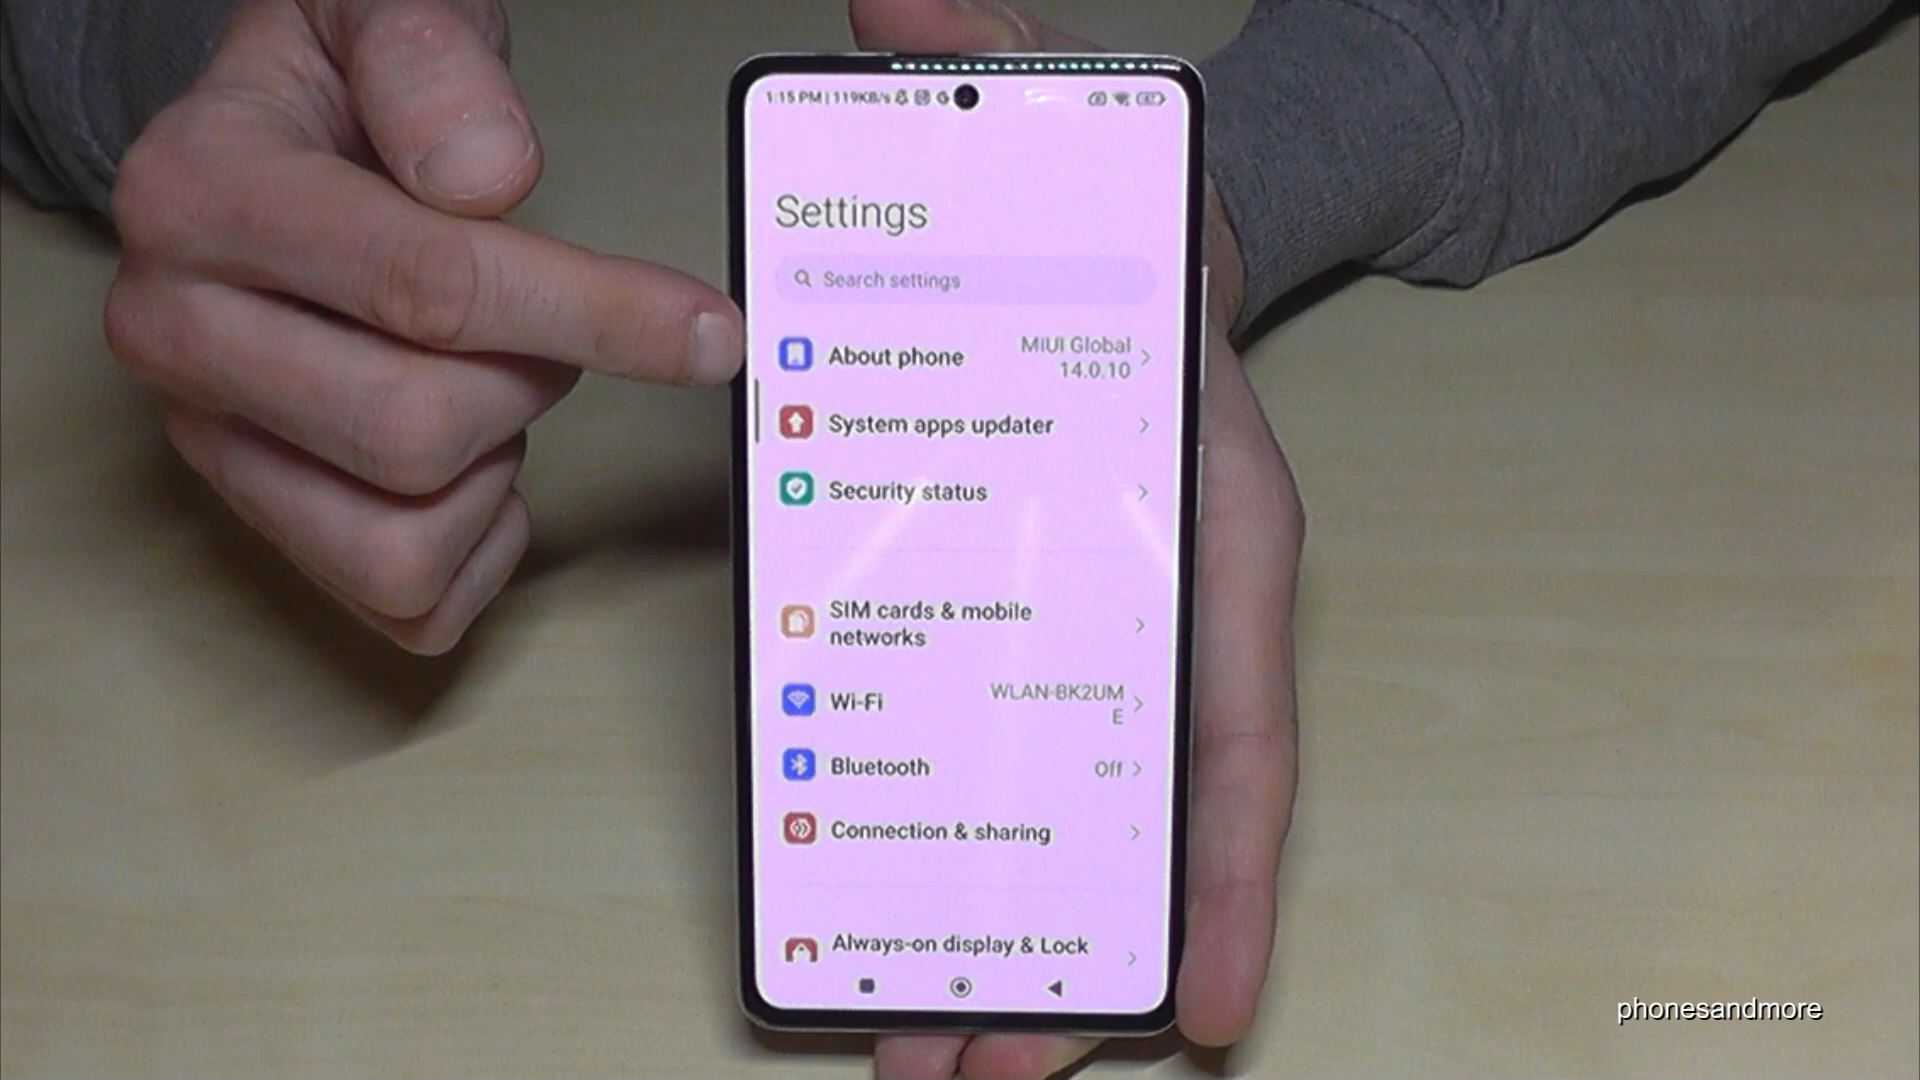 1:15 PM | 119KB/s
Settings
Search settings
About phone
MIUI Global
14.0.10
System apps updater
Security status
SIM cards & mobile
networks
Wi-Fi
WLAN-BK2UM
E
Bluetooth
Off
Connection & sharing
Always-on display & Lock
phonesandmore